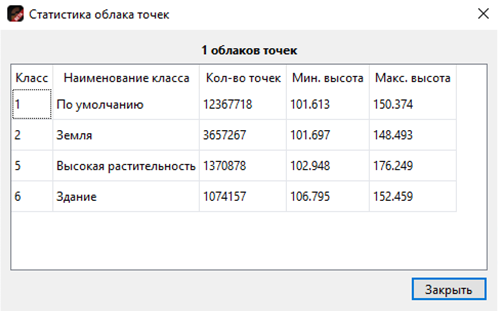 Статистика облака точек
1 облаков точек
Класс Наименование класса Кол-во точек Мин. высота Макс. высота
1 По умолчанию 12367718 101.613 150.374
2 Земля 3657267 101.697 148.493
5 Высокая растительность 1370878 102.948 176.249
6 Здание 1074157 106.795 152.459
Закрыть